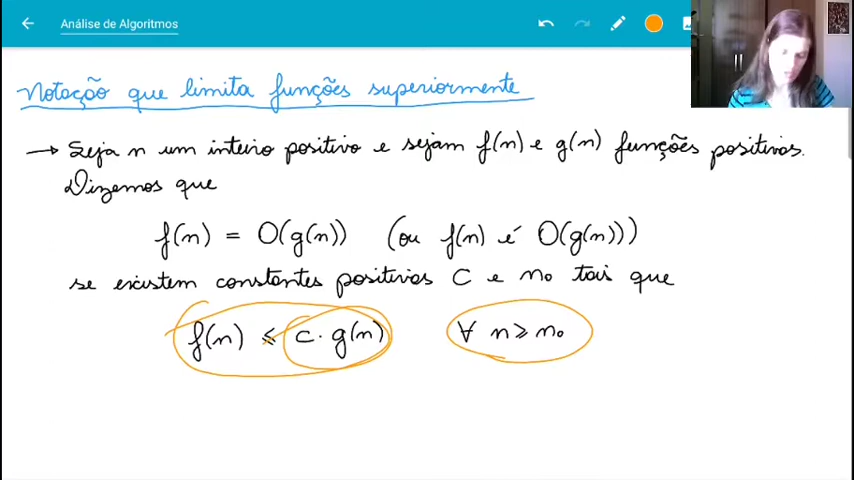 Análise de Algoritmos
Notação que limita funções superiormente
→ Seja n um inteiro positivo e sejam f(n) e g(n) funções positivas.
Dizemos que
f(n) = O(g(n)) (ou f(n) é O(g(n)))
se existem constantes positivas C e n₀ tais que
f(n) ≤ c · g(n) ∀ n ≥ n₀